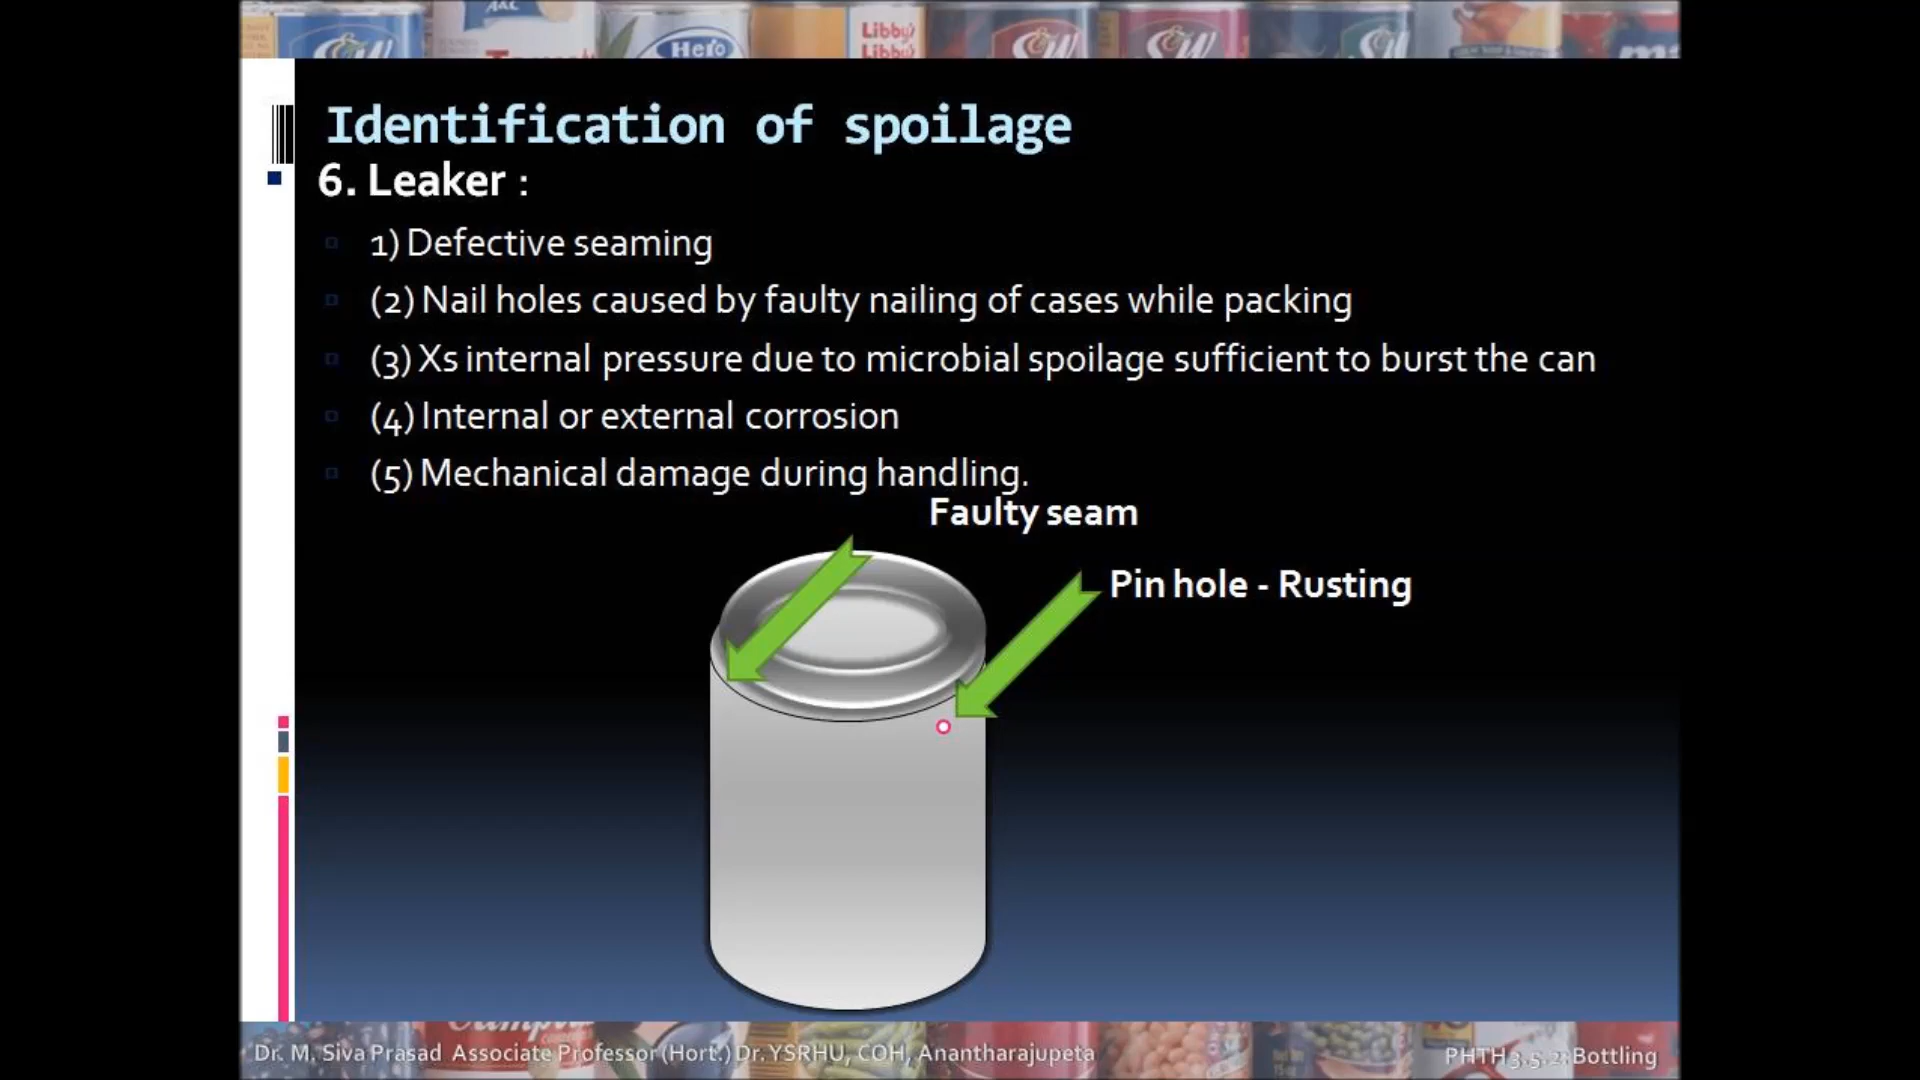 A&C
Hero
Libby's
Libby's
Identification of spoilage
6. Leaker :
1) Defective seaming
(2) Nail holes caused by faulty nailing of cases while packing
(3) Xs internal pressure due to microbial spoilage sufficient to burst the can
(4) Internal or external corrosion
(5) Mechanical damage during handling.
Faulty seam
Pin hole - Rusting
Dr. M. Siva Prasad Associate Professor (Hort.) Dr. YSRHU, COH, Anantharajupeta
PHTH 3.5.2: Bottling